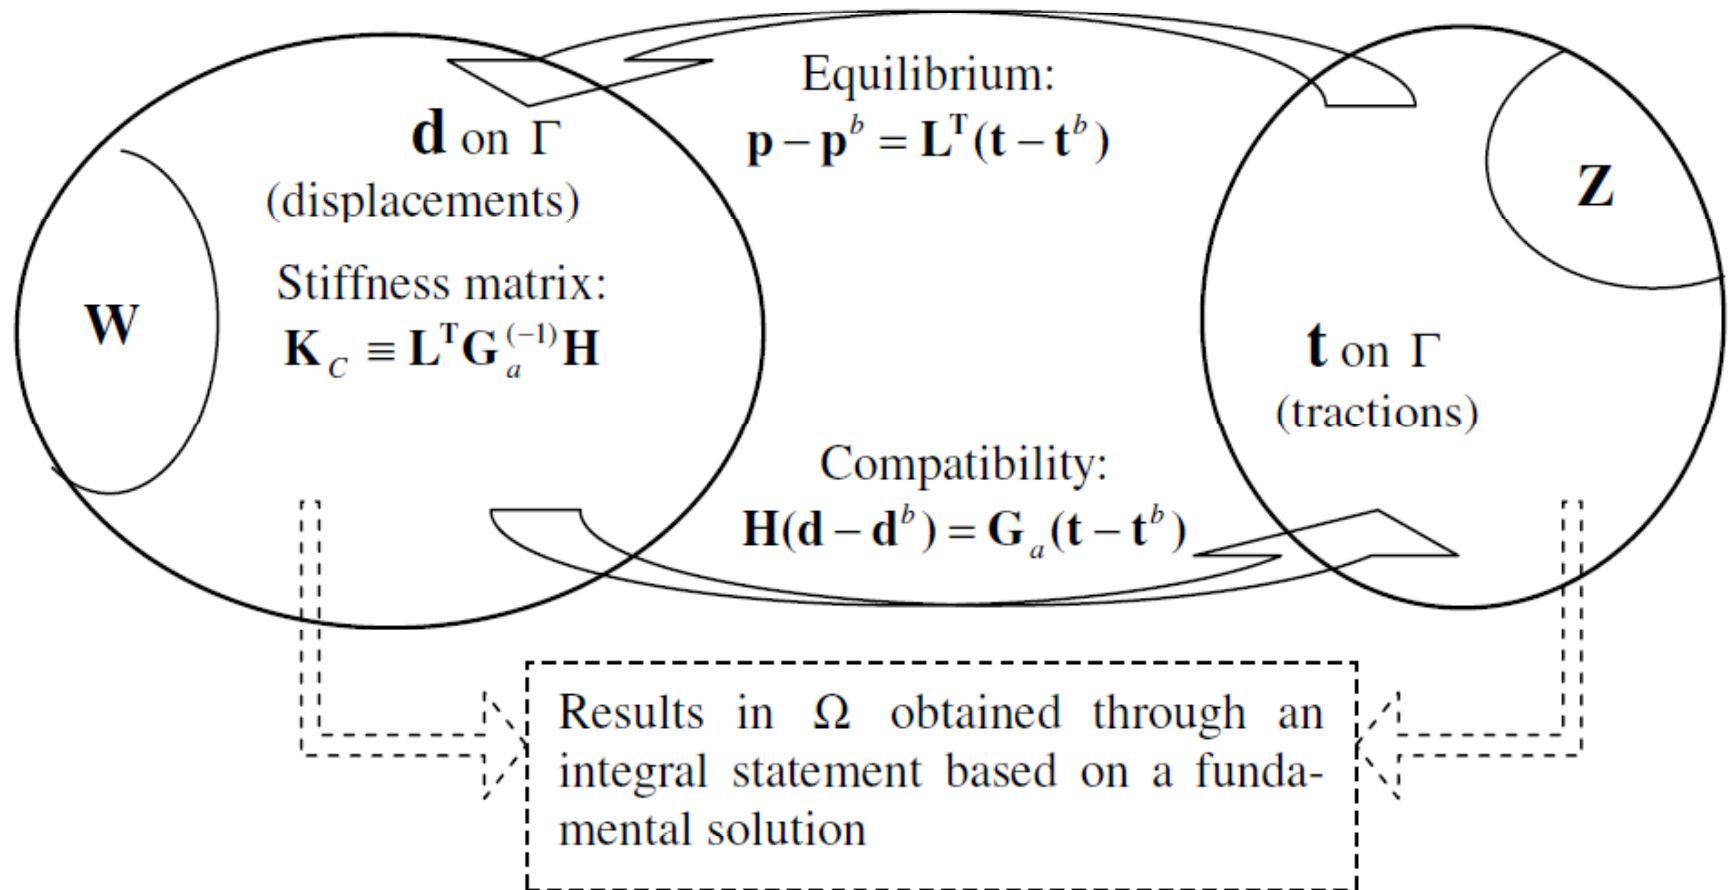 Equilibrium:
p − p^b = L^T(t − t^b)
d on Γ
(displacements)
Stiffness matrix:
K_C ≡ L^T G_a^(−1) H
W
Z
t on Γ
(tractions)
Compatibility:
H(d − d^b) = G_a(t − t^b)
Results in Ω obtained through an
integral statement based on a funda-
mental solution